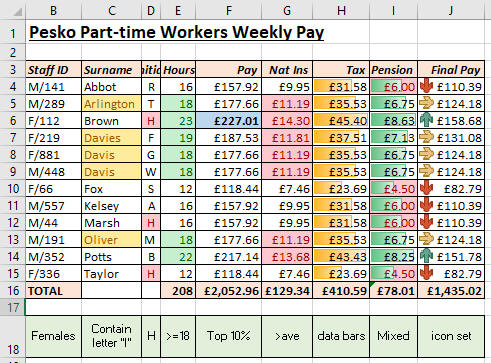 B C D E F G H I J
1 Pesko Part-time Workers Weekly Pay
2
3 Staff ID Surname nitia Hours Pay Nat Ins Tax Pension Final Pay
4 M/141 Abbot R 16 £157.92 £9.95 £31.58 £6.00 £110.39
5 M/289 Arlington T 18 £177.66 £11.19 £35.53 £6.75 £124.18
6 F/112 Brown H 23 £227.01 £14.30 £45.40 £8.63 £158.68
7 F/219 Davies F 19 £187.53 £11.81 £37.51 £7.13 £131.08
8 F/881 Davis G 18 £177.66 £11.19 £35.53 £6.75 £124.18
9 M/448 Davis W 18 £177.66 £11.19 £35.53 £6.75 £124.18
10 F/66 Fox S 12 £118.44 £7.46 £23.69 £4.50 £82.79
11 M/557 Kelsey A 16 £157.92 £9.95 £31.58 £6.00 £110.39
12 M/44 Marsh H 16 £157.92 £9.95 £31.58 £6.00 £110.39
13 M/191 Oliver M 18 £177.66 £11.19 £35.53 £6.75 £124.18
14 M/352 Potts B 22 £217.14 £13.68 £43.43 £8.25 £151.78
15 F/336 Taylor H 12 £118.44 £7.46 £23.69 £4.50 £82.79
16 TOTAL 208 £2,052.96 £129.34 £410.59 £78.01 £1,435.02
17
18 Females Contain letter "I" H >=18 Top 10% >ave data bars Mixed icon set